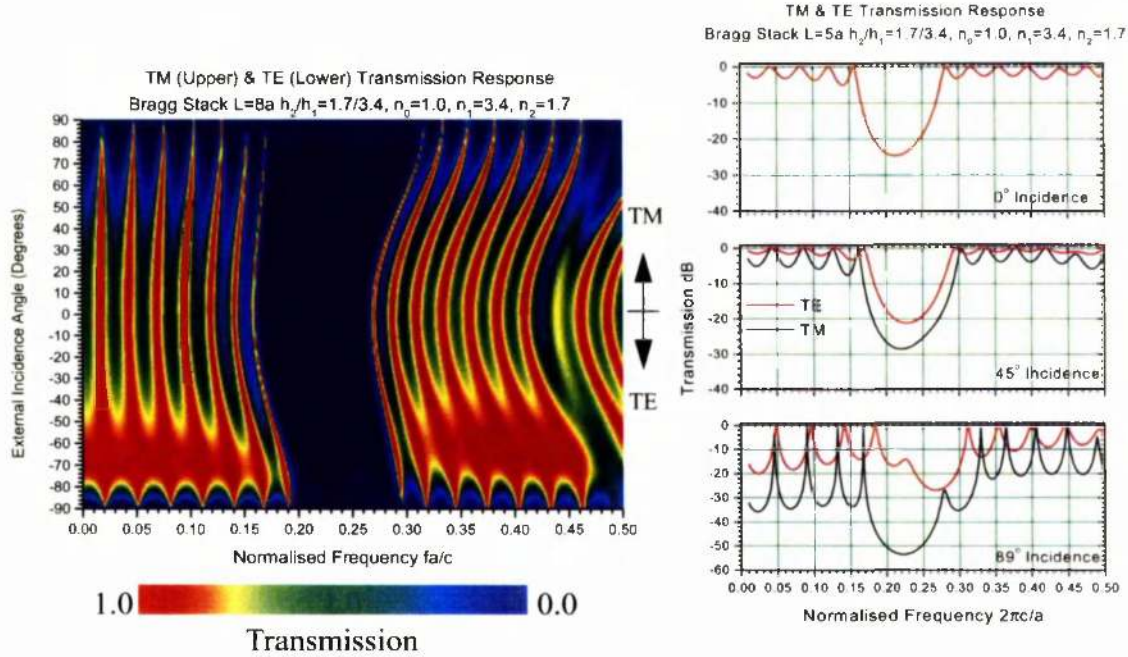 TM (Upper) & TE (Lower) Transmission Response
Bragg Stack L=8a h2/h1=1.7/3.4, n0=1.0, n1=3.4, n2=1.7
External Incidence Angle (Degrees)
90
80
70
60
50
40
30
20
10
0
-10
-20
-30
-40
-50
-60
-70
-80
-90
0.00 0.05 0.10 0.15 0.20 0.25 0.30 0.35 0.40 0.45 0.50
Normalised Frequency fa/c
TM
TE
1.0 0.0
Transmission
TM & TE Transmission Response
Bragg Stack L=5a h2/h1=1.7/3.4, n0=1.0, n1=3.4, n2=1.7
Transmission dB
0
-10
-20
-30
-40
0° Incidence
0
-10
-20
-30
-40
TE
TM
45° Incidence
0
-10
-20
-30
-40
-50
-60
89° Incidence
0.00 0.05 0.10 0.15 0.20 0.25 0.30 0.35 0.40 0.45 0.50
Normalised Frequency 2πc/a